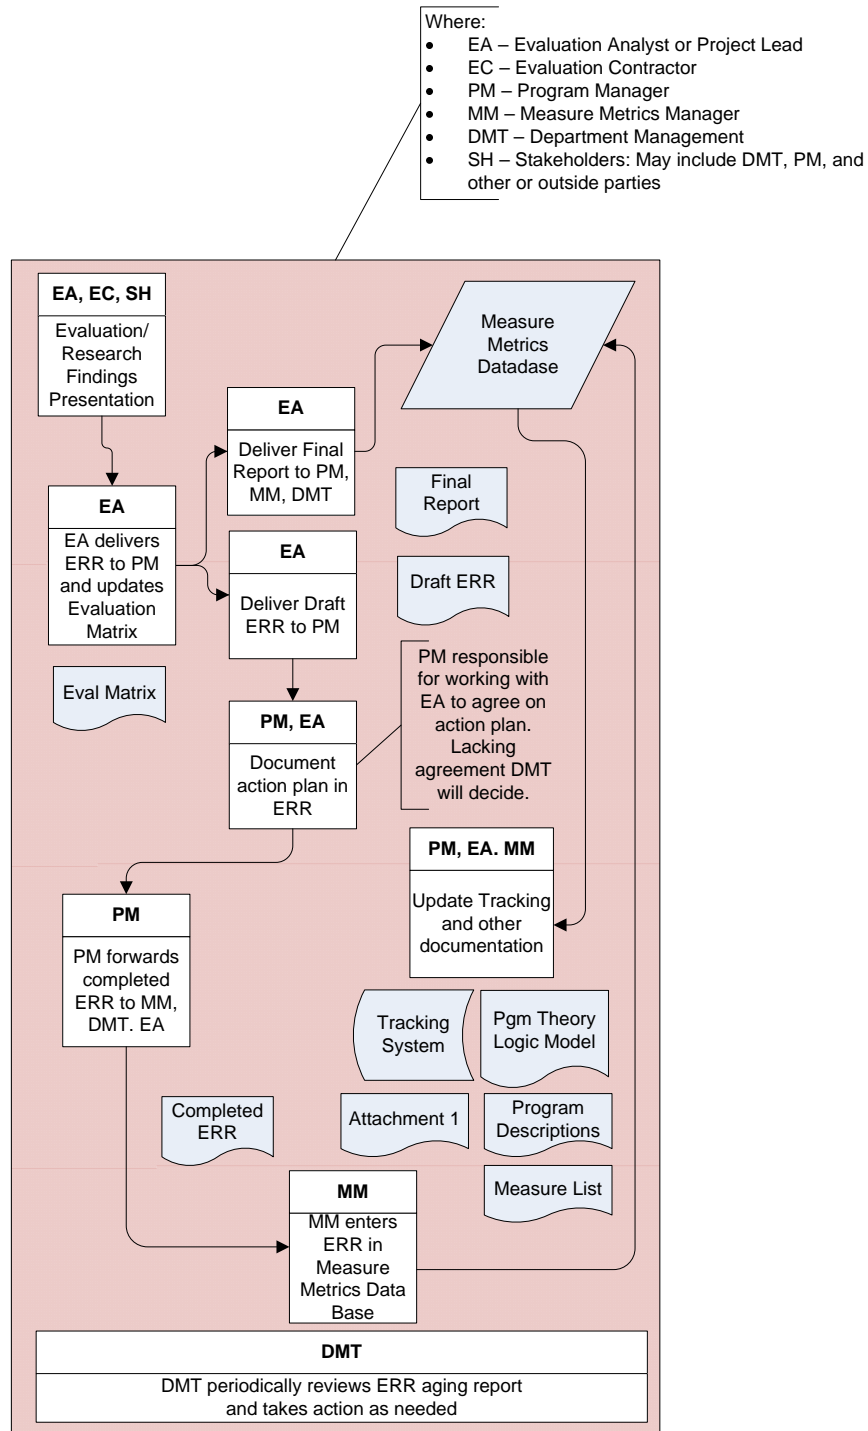 Where:
• EA – Evaluation Analyst or Project Lead
• EC – Evaluation Contractor
• PM – Program Manager
• MM – Measure Metrics Manager
• DMT – Department Management
• SH – Stakeholders: May include DMT, PM, and
other or outside parties
EA, EC, SH
Evaluation/
Research
Findings
Presentation
Measure
Metrics
Datadase
EA
Deliver Final
Report to PM,
MM, DMT
Final
Report
EA
EA delivers
ERR to PM
and updates
Evaluation
Matrix
EA
Deliver Draft
ERR to PM
Draft ERR
Eval Matrix
PM, EA
Document
action plan in
ERR
PM responsible
for working with
EA to agree on
action plan.
Lacking
agreement DMT
will decide.
PM, EA. MM
Update Tracking
and other
documentation
PM
PM forwards
completed
ERR to MM,
DMT. EA
Tracking
System
Pgm Theory
Logic Model
Completed
ERR
Attachment 1
Program
Descriptions
Measure List
MM
MM enters
ERR in
Measure
Metrics Data
Base
DMT
DMT periodically reviews ERR aging report
and takes action as needed